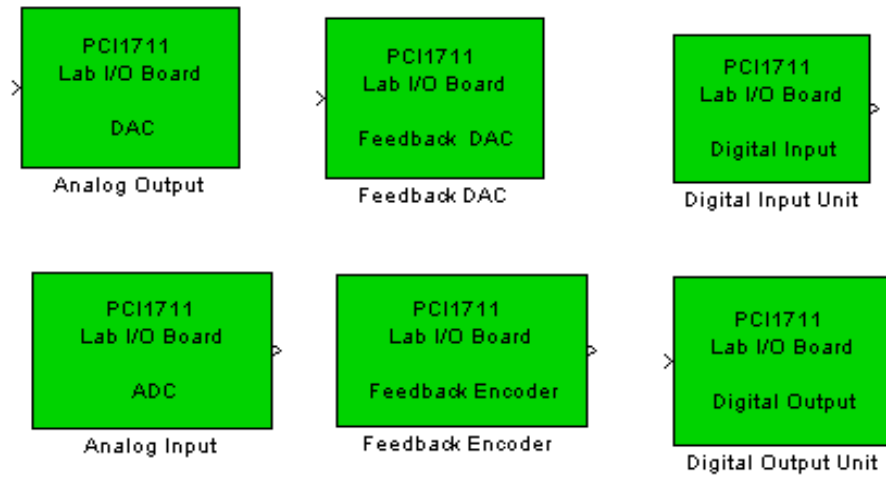 PCI1711
Lab I/O Board
DAC
Analog Output
PCI1711
Lab I/O Board
Feedback DAC
Feedback DAC
PCI1711
Lab I/O Board
Digital Input
Digital Input Unit
PCI1711
Lab I/O Board
ADC
Analog Input
PCI1711
Lab I/O Board
Feedback Encoder
Feedback Encoder
PCI1711
Lab I/O Board
Digital Output
Digital Output Unit